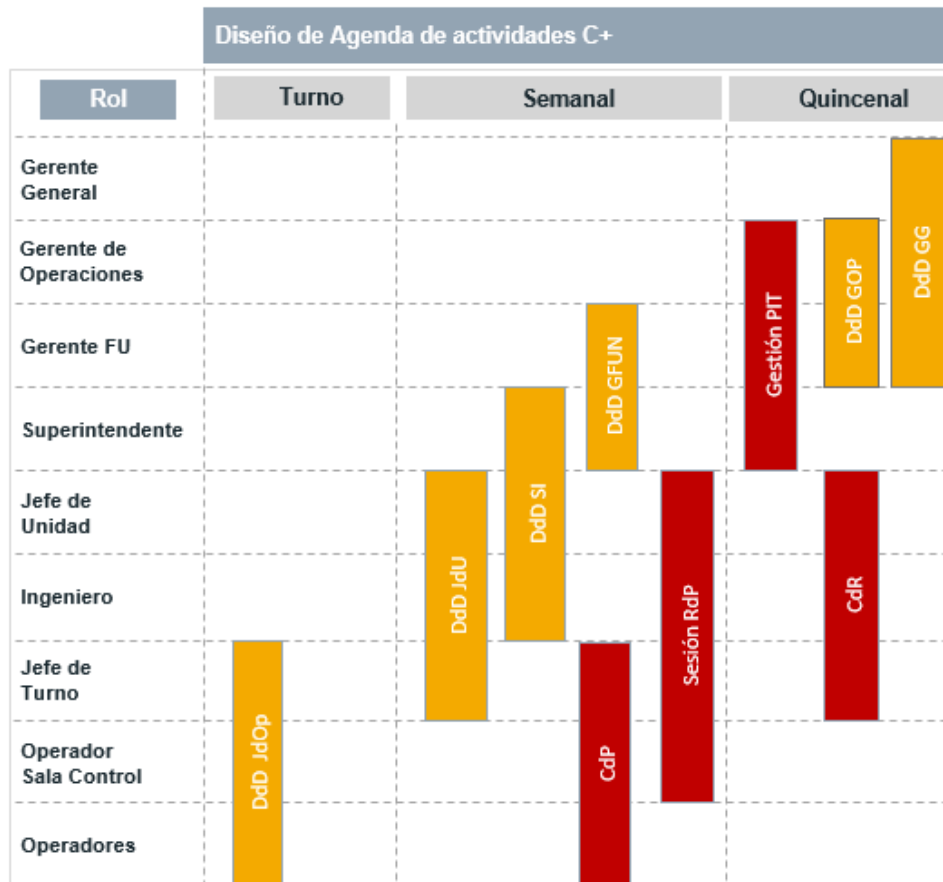 Diseño de Agenda de actividades C+
Rol
Turno
Semanal
Quincenal
Gerente
General
Gerente de
Operaciones
Gerente FU
Superintendente
Jefe de
Unidad
Ingeniero
Jefe de
Turno
Operador
Sala Control
Operadores
DdD JdOp
DdD JdU
DdD SI
DdD GFUN
CdP
Sesión RdP
Gestión PIT
DdD GOP
CdR
DdD GG